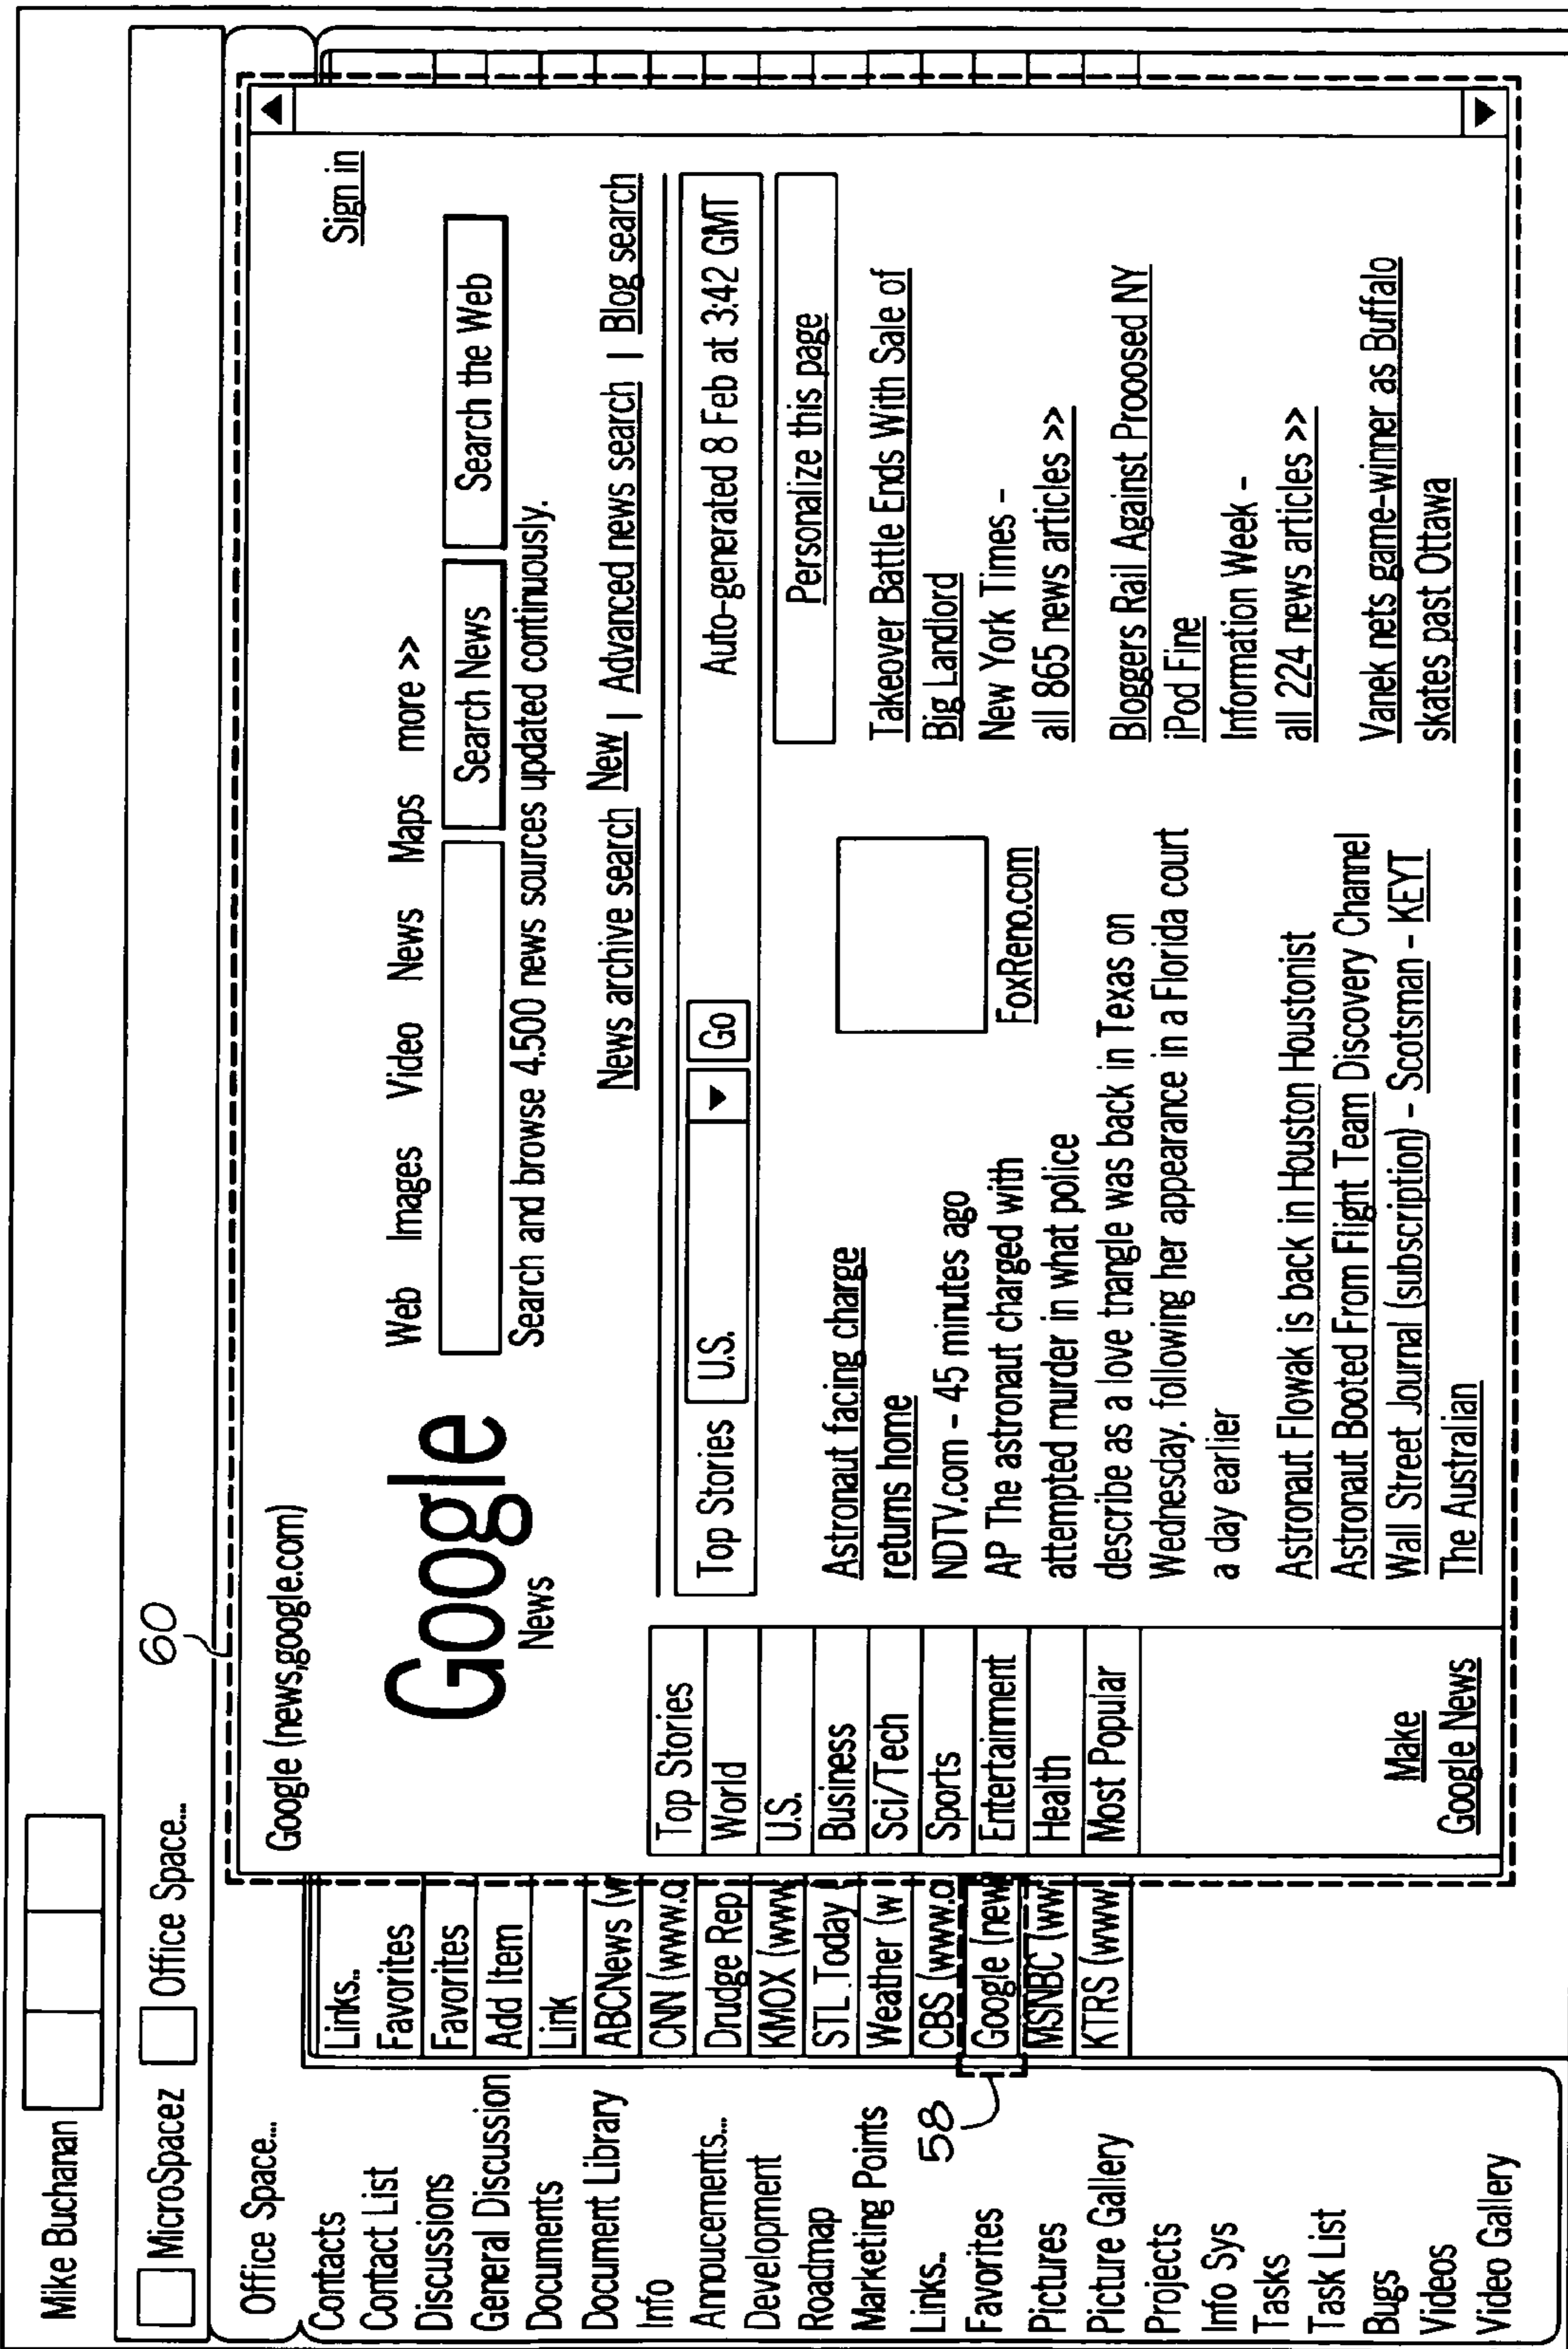 Mike Buchanan
MicroSpacez
Office Space...
60
Office Space...
Contacts
Contact List
Discussions
General Discussion
Documents
Document Library
Info
Annoucements...
Development
Roadmap
Marketing Points
Links..
58
Favorites
Pictures
Picture Gallery
Projects
Info Sys
Tasks
Task List
Bugs
Videos
Video Gallery
Links..
Favorites
Favorites
Add Item
Link
ABCNews (w
CNN (www.c
Drudge Rep
KMOX (www
STL Today (
Weather (w
CBS (www.c
Google (new
MSNBC (ww
KTRS (www
Google (news,google.com)
Sign in
Google
News
Web Images Video News Maps more >>
Search News
Search the Web
Search and browse 4.500 news sources updated continuously.
News archive search New | Advanced news search | Blog search
Top Stories
World
U.S.
Business
Sci/Tech
Sports
Entertainment
Health
Most Popular
Make
Google News
Top Stories U.S. Go Auto-generated 8 Feb at 3:42 GMT
Personalize this page
Astronaut facing charge
returns home
NDTV.com - 45 minutes ago
AP The astronaut charged with
attempted murder in what police
describe as a love tnangle was back in Texas on
Wednesday. following her appearance in a Florida court
a day earlier
FoxReno.com
Astronaut Flowak is back in Houston Houstonist
Astronaut Booted From Flight Team Discovery Channel
Wall Street Journal (subscription) - Scotsman - KEYT
The Australian
Takeover Battle Ends With Sale of
Big Landlord
New York Times -
all 865 news articles >>
Bloggers Rail Against Prooosed NY
iPod Fine
Information Week -
all 224 news articles >>
Vanek nets game-winner as Buffalo
skates past Ottawa